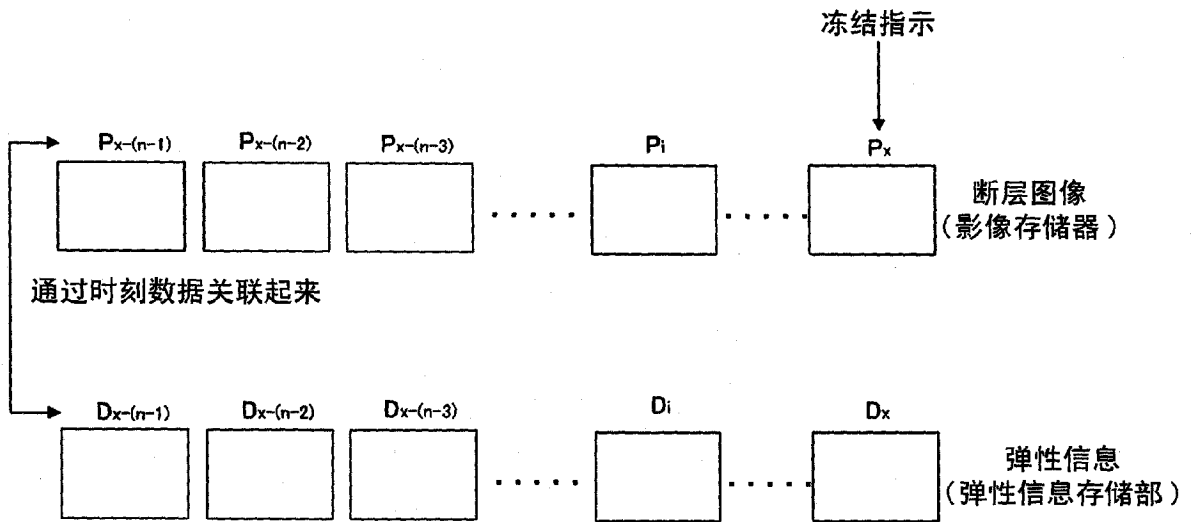 冻结指示
Px-(n-1) Px-(n-2) Px-(n-3) Pi Px
断层图像
(影像存储器)
通过时刻数据关联起来
Dx-(n-1) Dx-(n-2) Dx-(n-3) Di Dx
弹性信息
(弹性信息存储部)